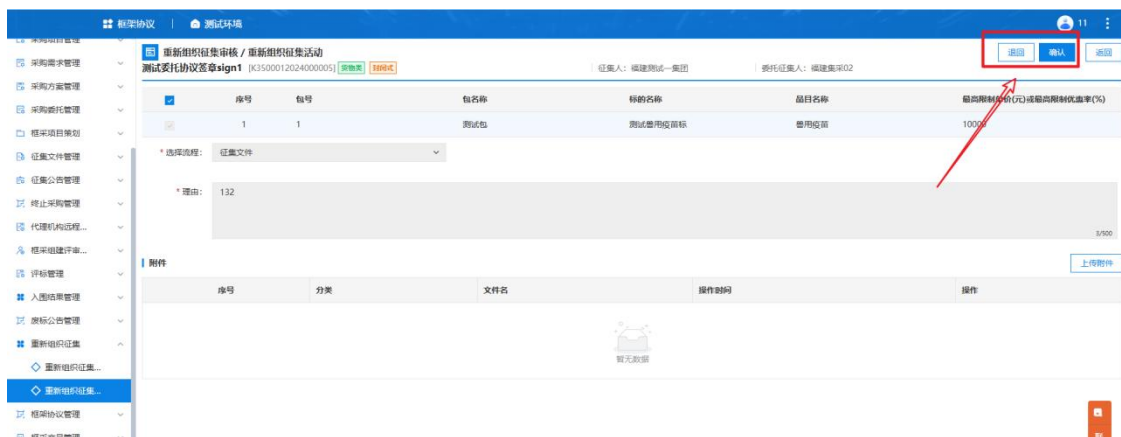 框架协议 | 测试环境 11
采购需求管理
采购方案管理
采购委托管理
框采项目策划
征集文件管理
征集公告管理
终止采购管理
代理机构远程...
框采组建评审...
评标管理
入围结果管理
废标公告管理
重新组织征集
重新组织征集...
重新组织征集...
框架协议管理
重新组织征集审核 / 重新组织征集活动
退回 确认 返回
测试委托协议签章sign1 [K3500012024000005] 货物类 封闭式 征集人：福建测试一集团 委托征集人：福建集采02
序号 包号 包名称 标的名称 品目名称 最高限制单价(元)或最高限制优惠率(%)
1 1 测试包 测试兽用疫苗标 兽用疫苗 10000
* 选择流程： 征集文件
* 理由： 132
3/500
附件 上传附件
序号 分类 文件名 操作时间 操作
暂无数据